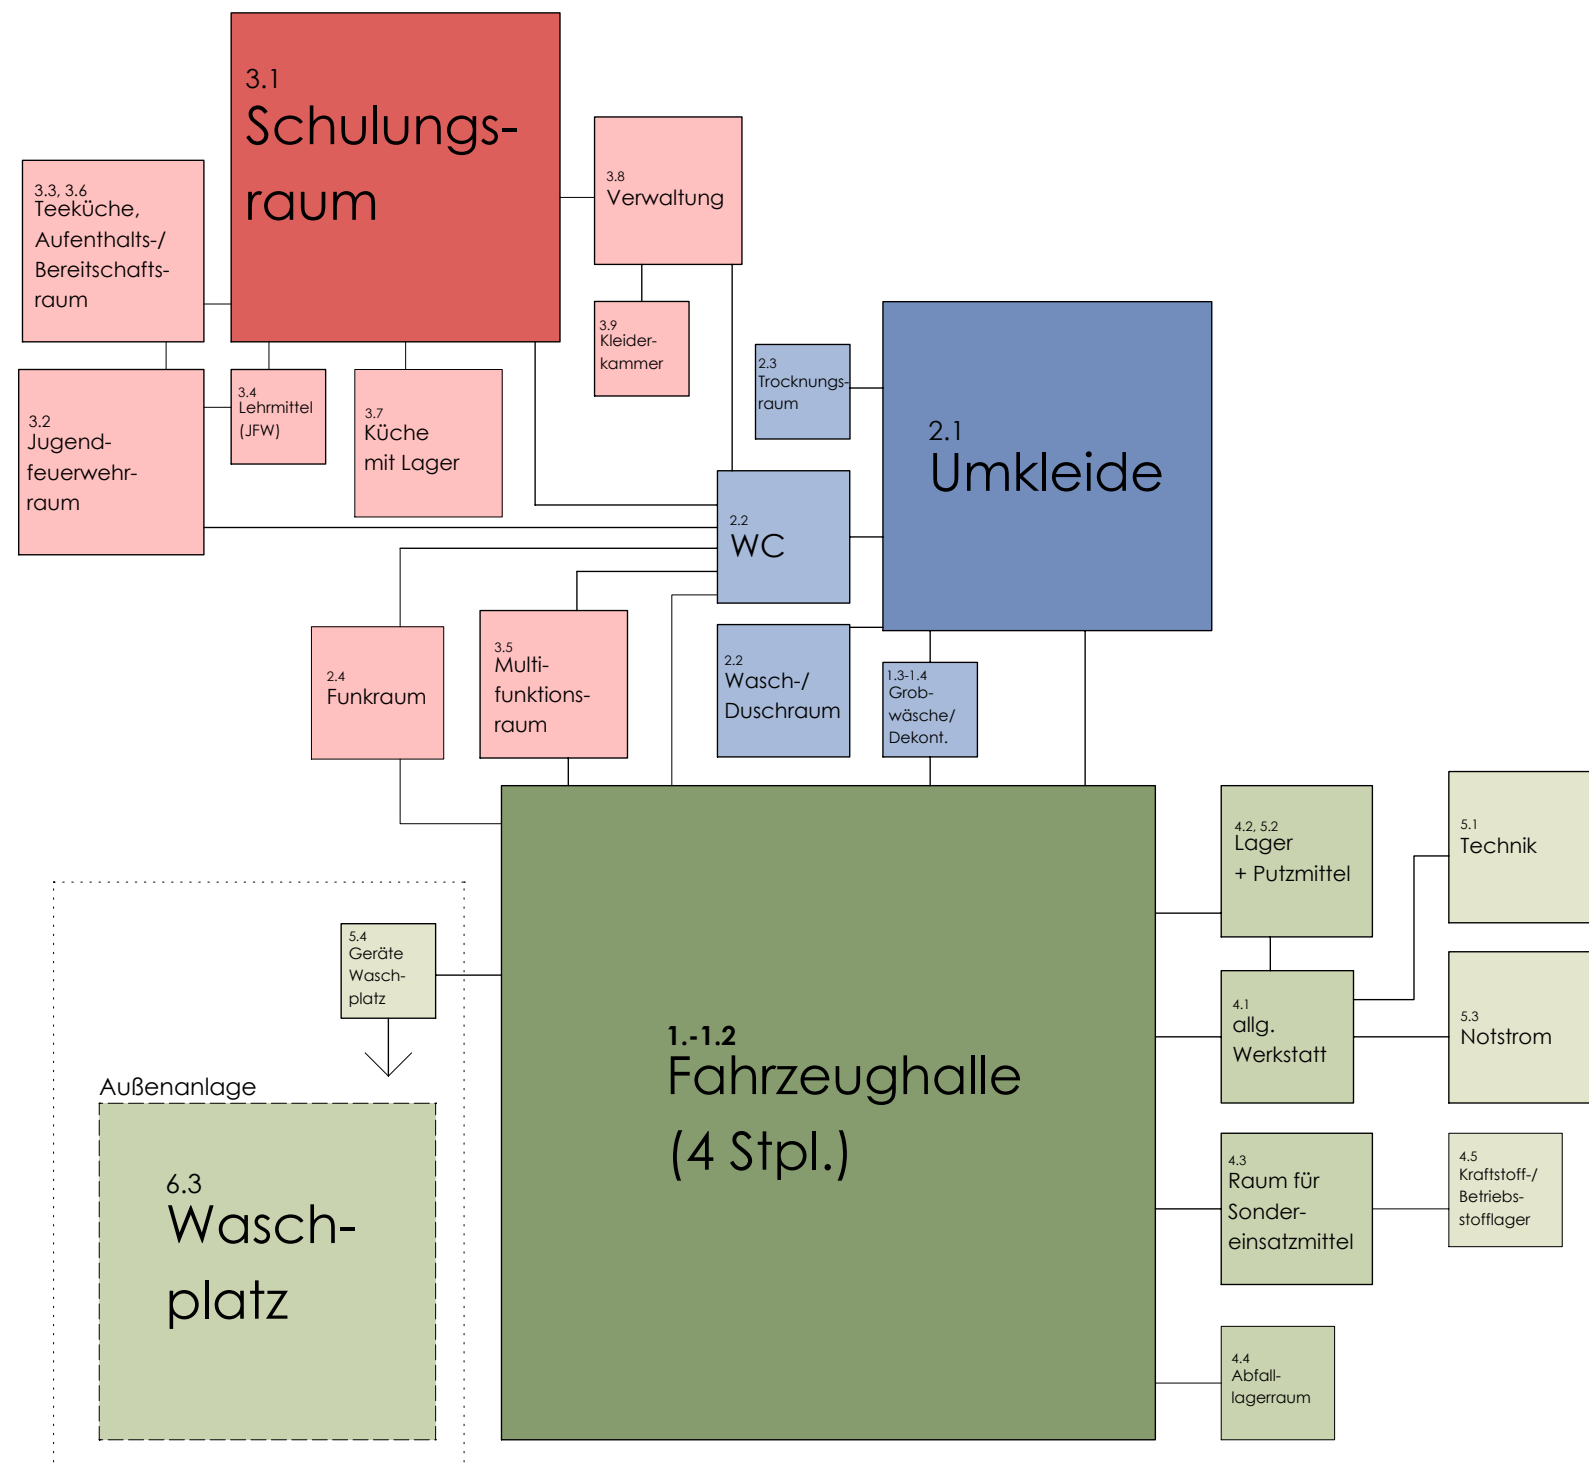 3.1
Schulungs-
raum
3.3, 3.6
Teeküche,
Aufenthalts-/
Bereitschafts-
raum
3.8
Verwaltung
3.9
Kleider-
kammer
3.2
Jugend-
feuerwehr-
raum
3.4
Lehrmittel
(JFW)
3.7
Küche
mit Lager
2.3
Trocknungs-
raum
2.1
Umkleide
2.2
WC
2.4
Funkraum
3.5
Multi-
funktions-
raum
2.2
Wasch-/
Duschraum
1.3-1.4
Grob-
wäsche/
Dekont.
4.2, 5.2
Lager
+ Putzmittel
5.1
Technik
5.4
Geräte
Wasch-
platz
1.-1.2
Fahrzeughalle
(4 Stpl.)
4.1
allg.
Werkstatt
5.3
Notstrom
Außenanlage
6.3
Wasch-
platz
4.3
Raum für
Sonder-
einsatzmittel
4.5
Kraftstoff-/
Betriebs-
stofflager
4.4
Abfall-
lagerraum